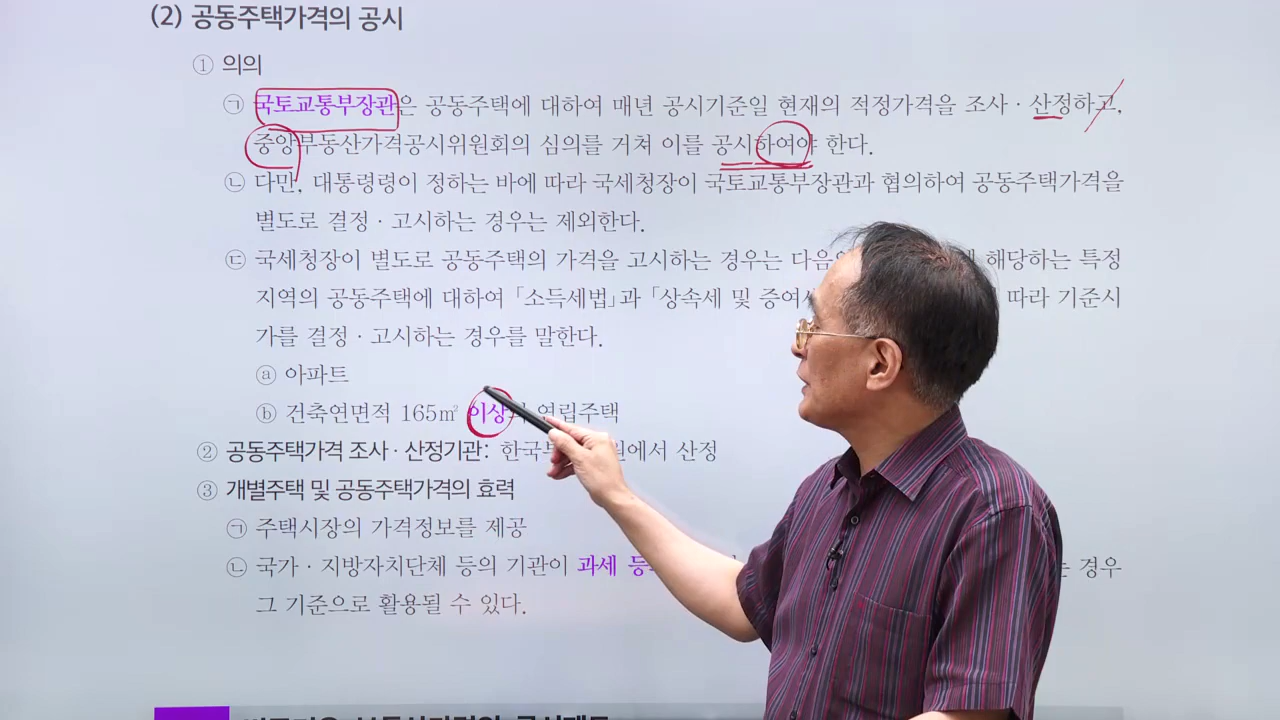 (2) 공동주택가격의 공시
① 의의
㉠ 국토교통부장관은 공동주택에 대하여 매년 공시기준일 현재의 적정가격을 조사 · 산정하고,
중앙부동산가격공시위원회의 심의를 거쳐 이를 공시하여야 한다.
㉡ 다만, 대통령령이 정하는 바에 따라 국세청장이 국토교통부장관과 협의하여 공동주택가격을
별도로 결정 · 고시하는 경우는 제외한다.
㉢ 국세청장이 별도로 공동주택의 가격을 고시하는 경우는 해당하는 특정
지역의 공동주택에 대하여 「소득세법」과 「상속세 및 따라 기준시
가를 결정 · 고시하는 경우를 말한다.
ⓐ 아파트
ⓑ 건축연면적 165㎡ 이상의 연립주택
② 공동주택가격 조사 · 산정기관: 산정
③ 개별주택 및 공동주택가격의 효력
㉠ 주택시장의 가격정보를 제공
㉡ 국가 · 지방자치단체 등의 기관이 과세 경우
그 기준으로 활용될 수 있다.